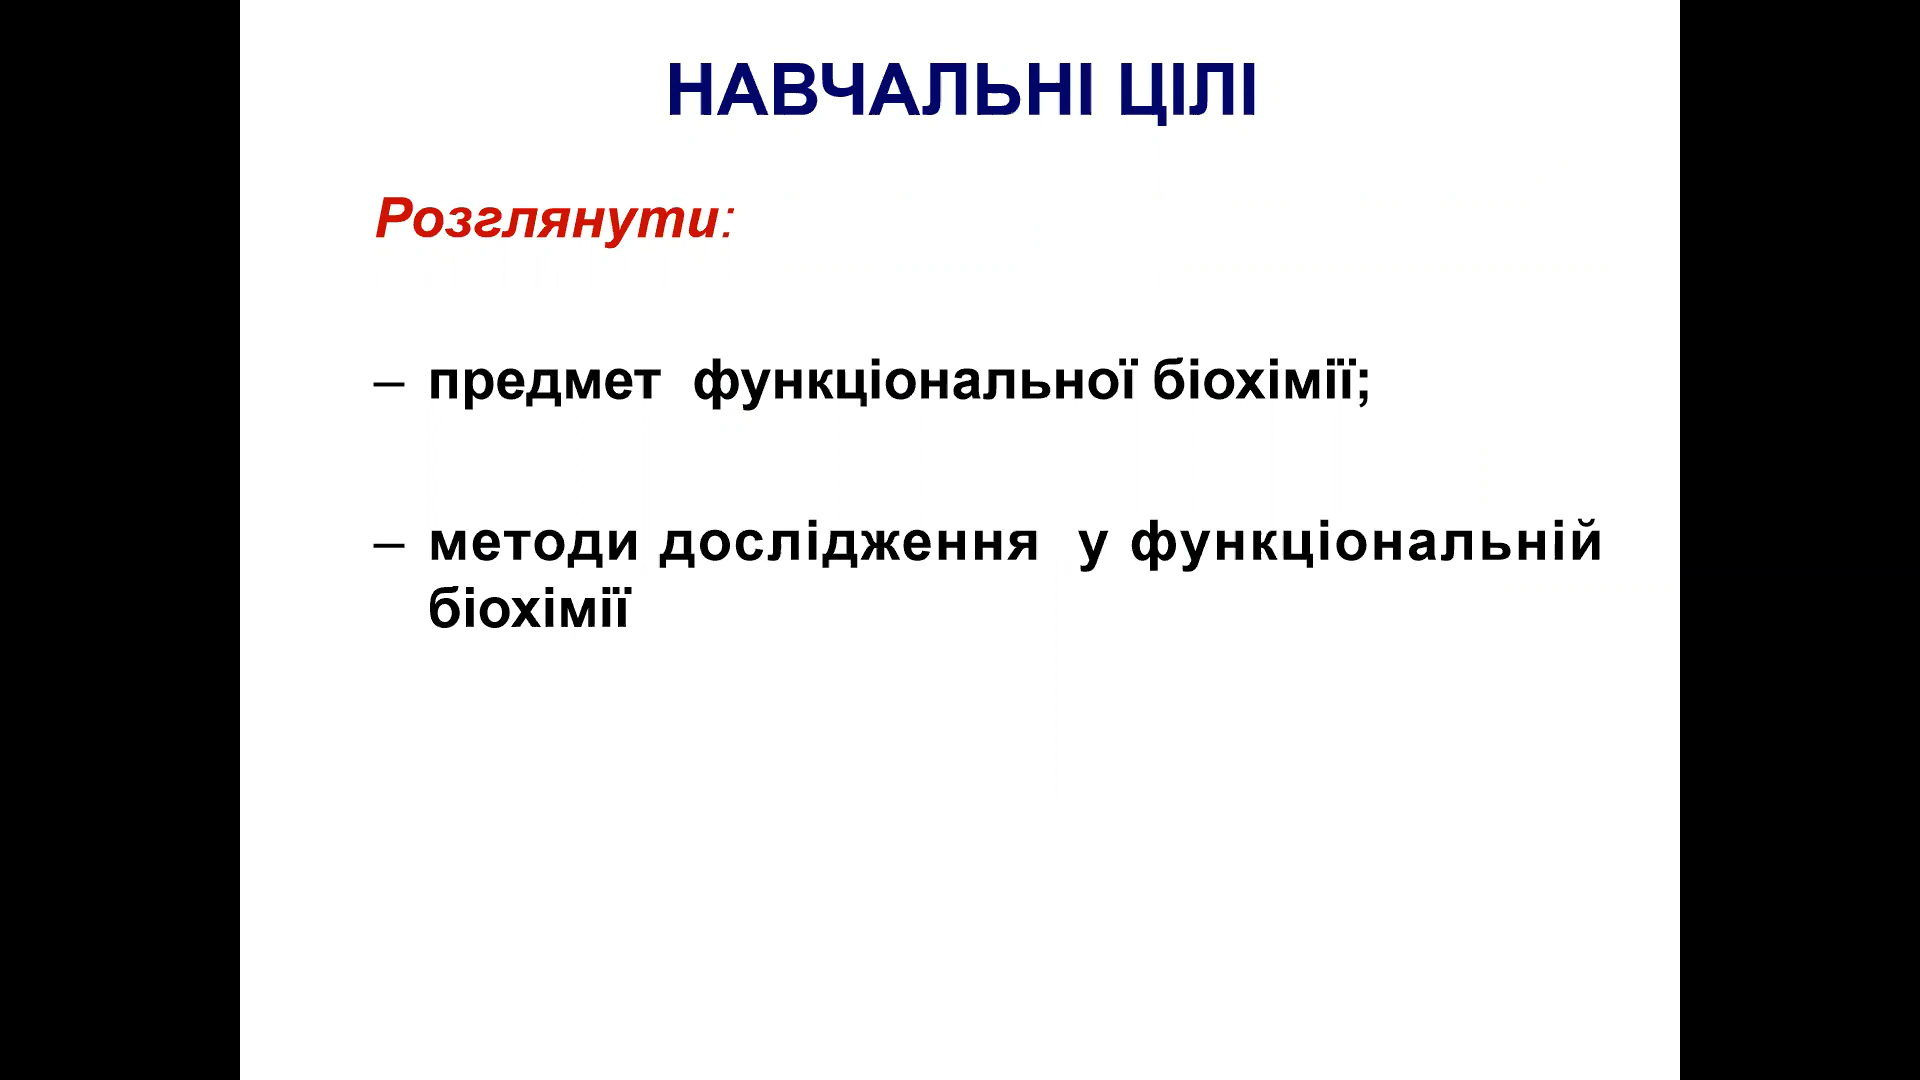 НАВЧАЛЬНІ ЦІЛІ
Розглянути:
– предмет функціональної біохімії;
– методи дослідження у функціональній
біохімії